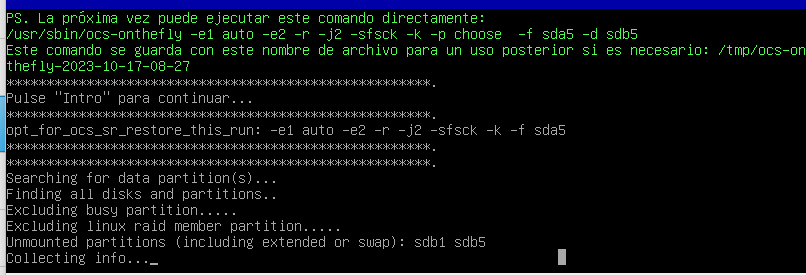 PS. La próxima vez puede ejecutar este comando directamente:
/usr/sbin/ocs-onthefly -e1 auto -e2 -r -j2 -sfsck -k -p choose  -f sda5 -d sdb5
Este comando se guarda con este nombre de archivo para un uso posterior si es necesario: /tmp/ocs-on
thefly-2023-10-17-08-27
*****************************************************.
Pulse "Intro" para continuar...
*****************************************************.
opt_for_ocs_sr_restore_this_run: -e1 auto -e2 -r -j2 -sfsck -k -f sda5
*****************************************************.
*****************************************************.
Searching for data partition(s)...
Finding all disks and partitions..
Excluding busy partition.....
Excluding linux raid member partition.....
Unmounted partitions (including extended or swap): sdb1 sdb5
Collecting info..._